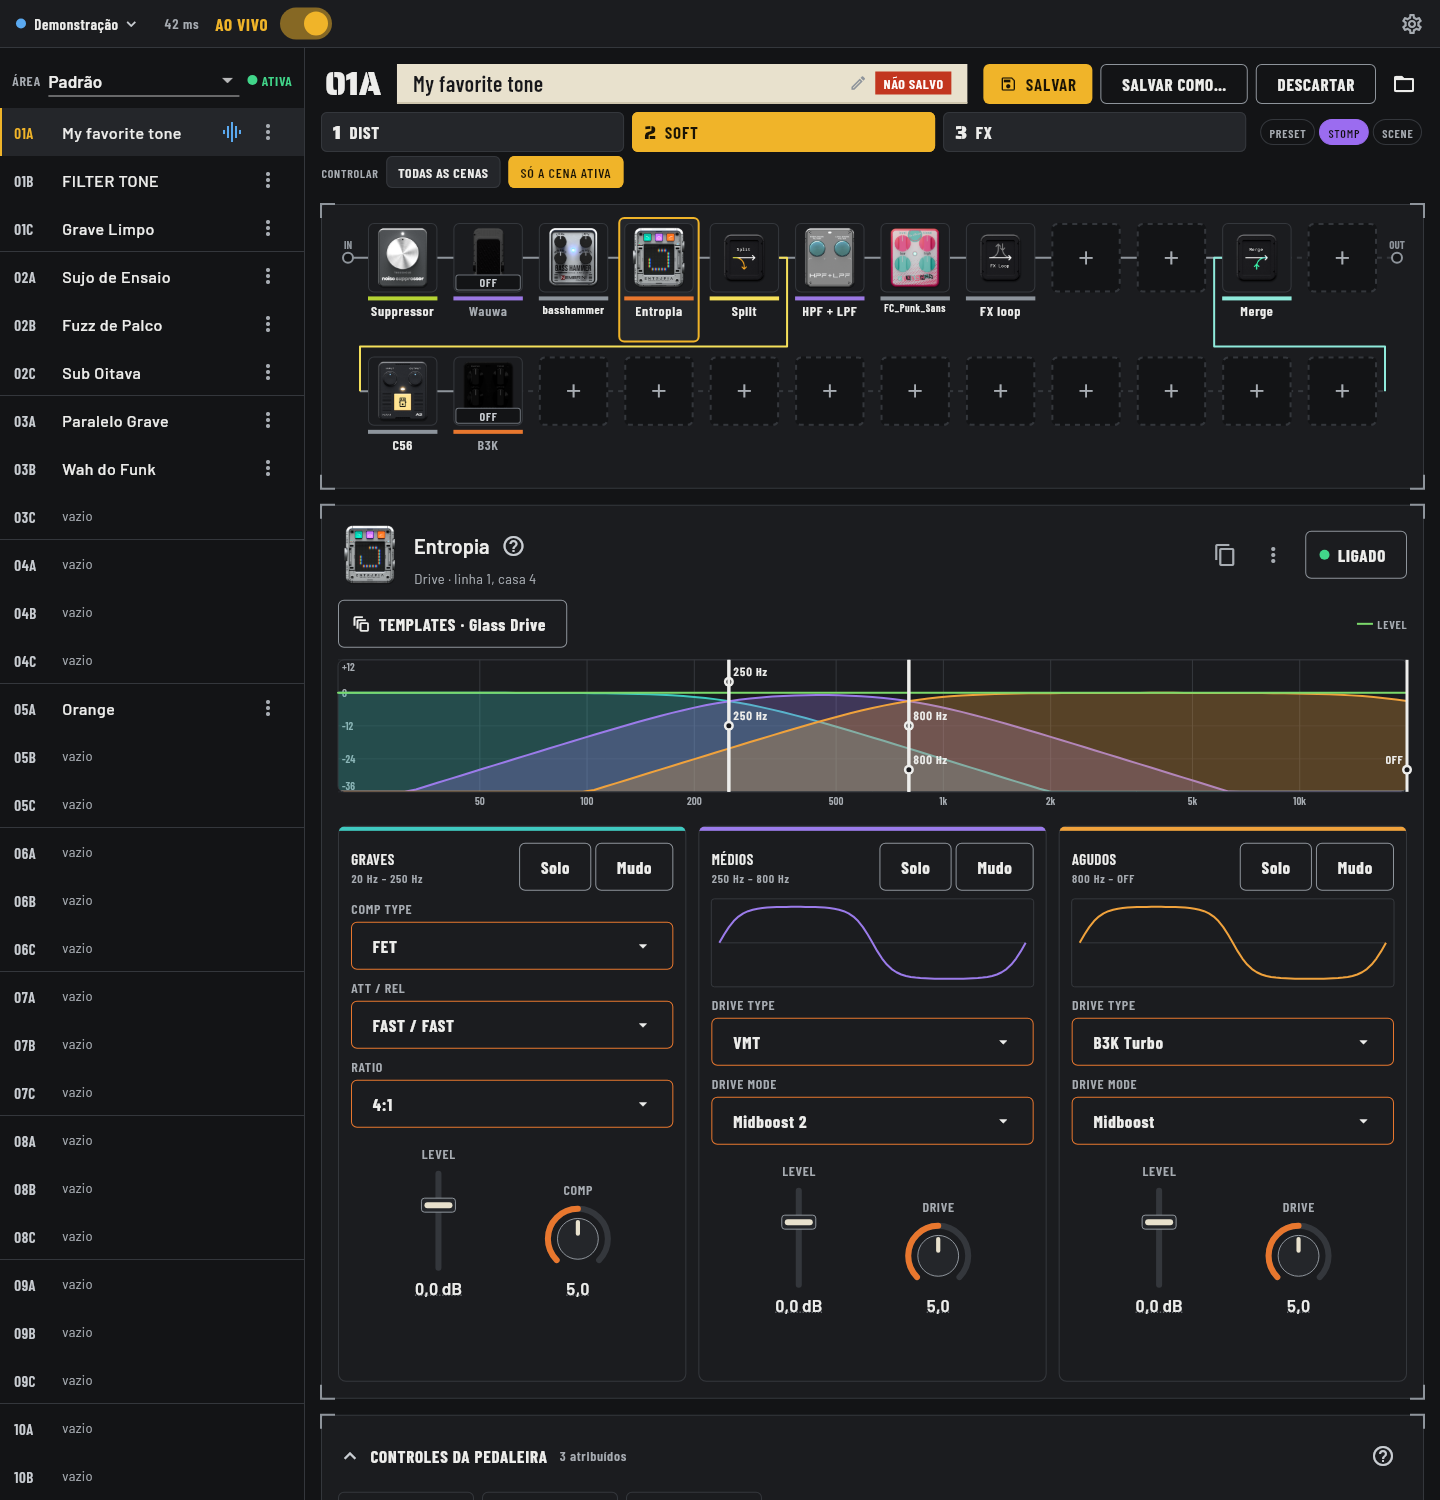 Demonstração 42 ms AO VIVO
ÁREA Padrão ATIVA
01A My favorite tone
01B FILTER TONE
01C Grave Limpo
02A Sujo de Ensaio
02B Fuzz de Palco
02C Sub Oitava
03A Paralelo Grave
03B Wah do Funk
03C vazio
04A vazio
04B vazio
04C vazio
05A Orange
05B vazio
05C vazio
06A vazio
06B vazio
06C vazio
07A vazio
07B vazio
07C vazio
08A vazio
08B vazio
08C vazio
09A vazio
09B vazio
09C vazio
10A vazio
10B vazio
01A My favorite tone NÃO SALVO SALVAR SALVAR COMO... DESCARTAR
1 DIST 2 SOFT 3 FX PRESET STOMP SCENE
CONTROLAR TODAS AS CENAS SÓ A CENA ATIVA
IN OUT
Split FX Loop Merge
OFF
Suppressor Wauwa basshammer Entropia Split HPF + LPF FC_Punk_Sans FX loop Merge
OFF
C56 B3K
Entropia
Drive · linha 1, casa 4
LIGADO
TEMPLATES · Glass Drive
LEVEL
+12
0
-12
-24
-36
250 Hz
250 Hz
800 Hz
800 Hz
OFF
50 100 200 500 1k 2k 5k 10k
GRAVES
20 Hz – 250 Hz
Solo Mudo
COMP TYPE
FET
ATT / REL
FAST / FAST
RATIO
4:1
LEVEL
COMP
0,0 dB 5,0
MÉDIOS
250 Hz – 800 Hz
Solo Mudo
DRIVE TYPE
VMT
DRIVE MODE
Midboost 2
LEVEL
DRIVE
0,0 dB 5,0
AGUDOS
800 Hz – OFF
Solo Mudo
DRIVE TYPE
B3K Turbo
DRIVE MODE
Midboost
LEVEL
DRIVE
0,0 dB 5,0
CONTROLES DA PEDALEIRA 3 atribuídos